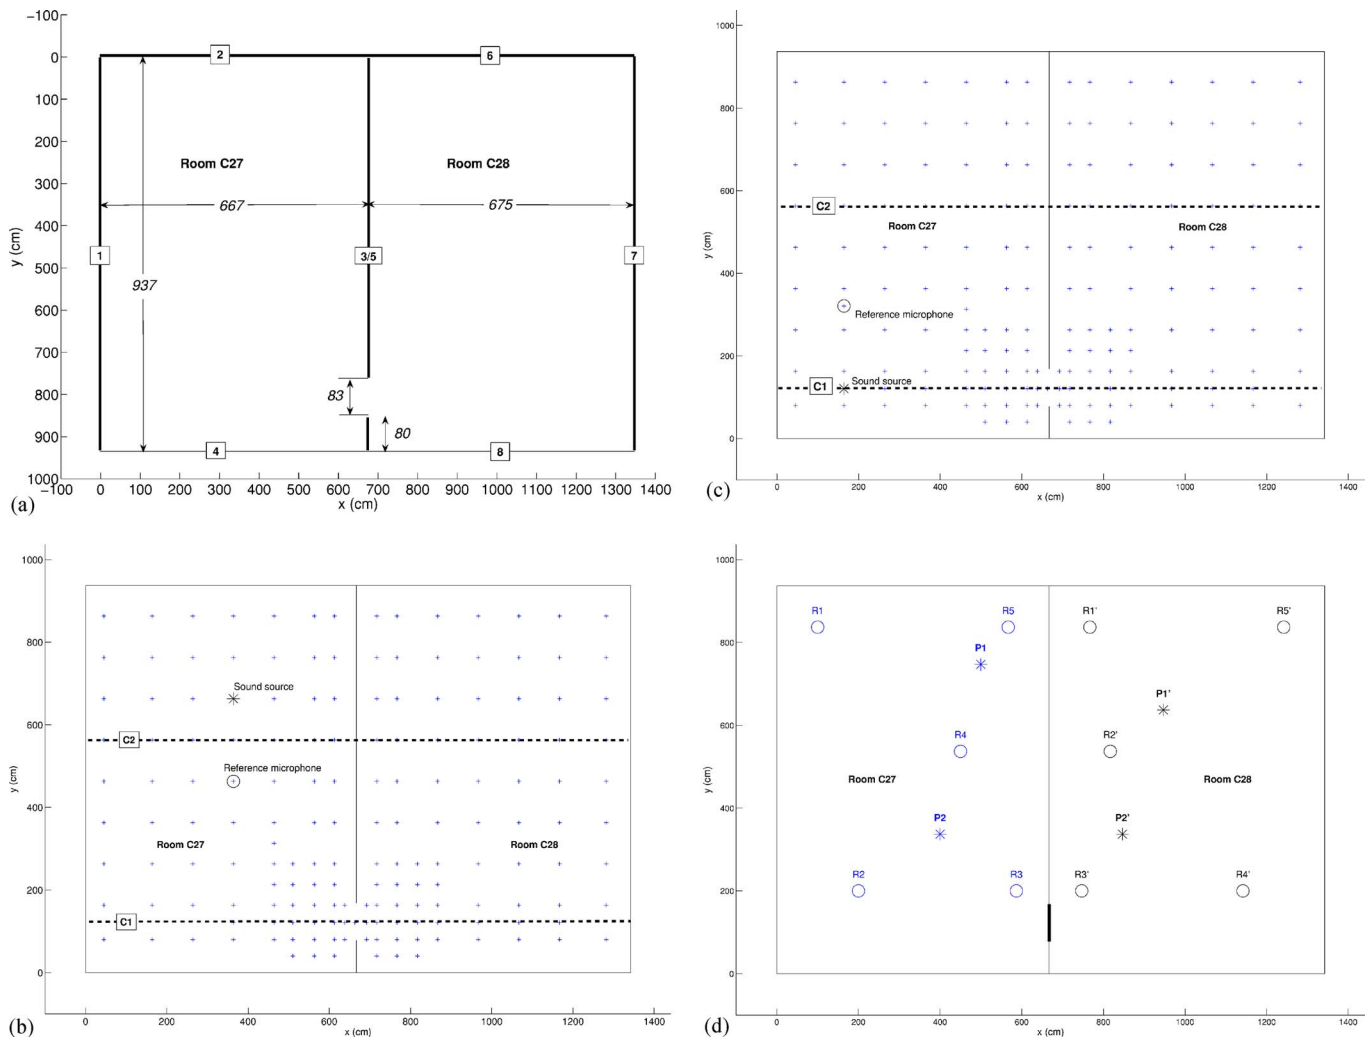 −100
0
100
200
300
400
500
600
700
800
900
1000
y (cm)
2
6
Room C27
Room C28
667
675
1
3/5
7
937
83
80
4
8
−100 0 100 200 300 400 500 600 700 800 900 1000 1100 1200 1300 1400
x (cm)
(a)
1000
800
600
400
200
0
y (cm)
C2
Room C27
Room C28
Reference microphone
C1
Sound source
0 200 400 600 800 1000 1200 1400
x (cm)
(c)
1000
800
600
400
200
0
y (cm)
Sound source
C2
Reference microphone
Room C27
Room C28
C1
0 200 400 600 800 1000 1200 1400
x (cm)
(b)
1000
800
600
400
200
0
y (cm)
R1
R5
R1'
R5'
P1
P1'
R4
R2'
Room C27
Room C28
P2
P2'
R2
R3
R3'
R4'
0 200 400 600 800 1000 1200 1400
x (cm)
(d)